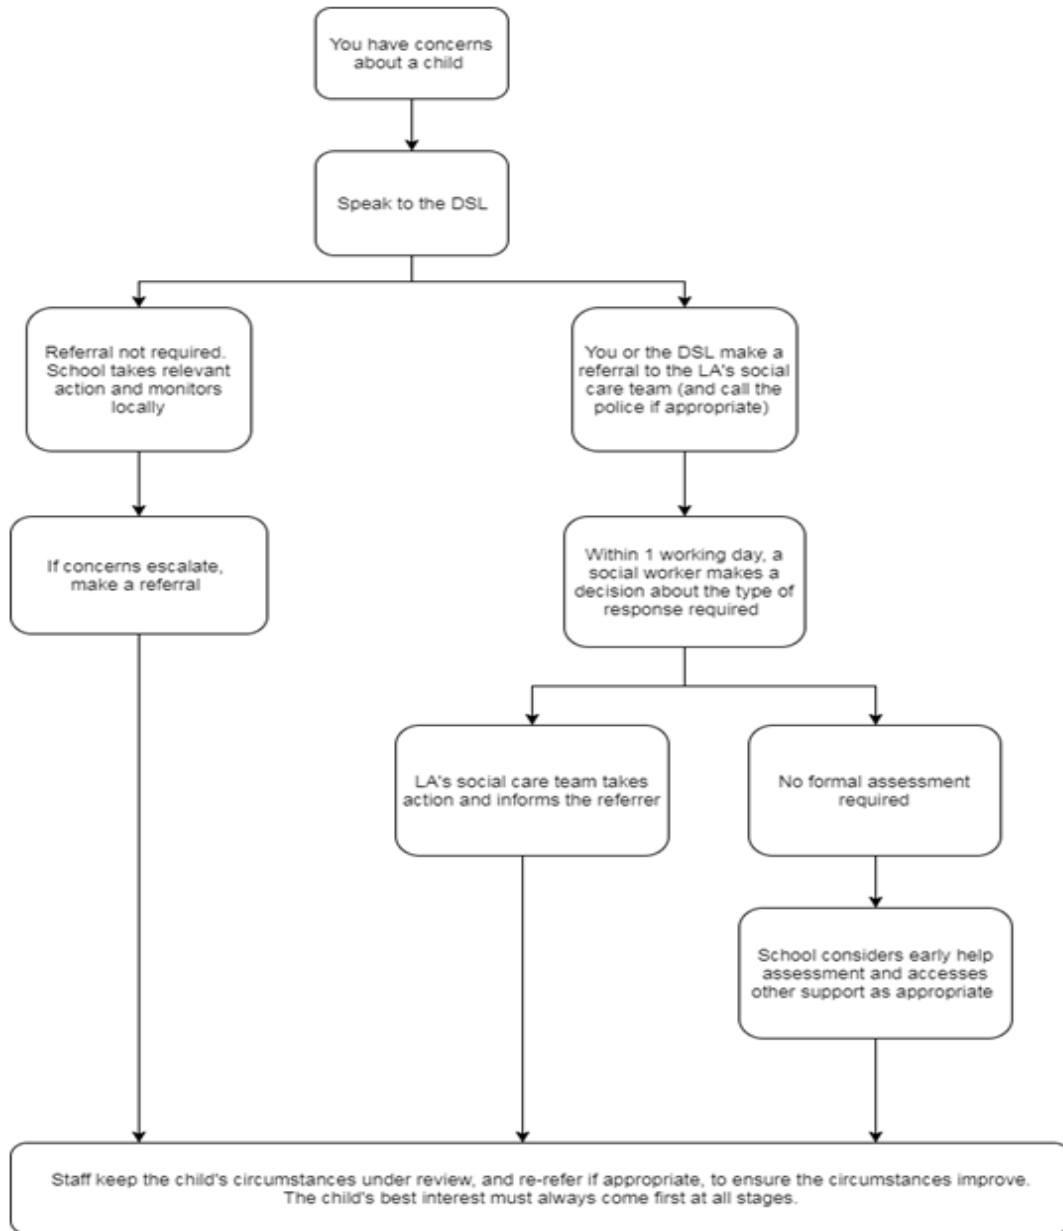 You have concerns
about a child
Speak to the DSL
Referral not required.
School takes relevant
action and monitors
locally
You or the DSL make a
referral to the LA's social
care team (and call the
police if appropriate)
If concerns escalate,
make a referral
Within 1 working day, a
social worker makes a
decision about the type of
response required
LA's social care team takes
action and informs the referrer
No formal assessment
required
School considers early help
assessment and accesses
other support as appropriate
Staff keep the child's circumstances under review, and re-refer if appropriate, to ensure the circumstances improve.
The child's best interest must always come first at all stages.